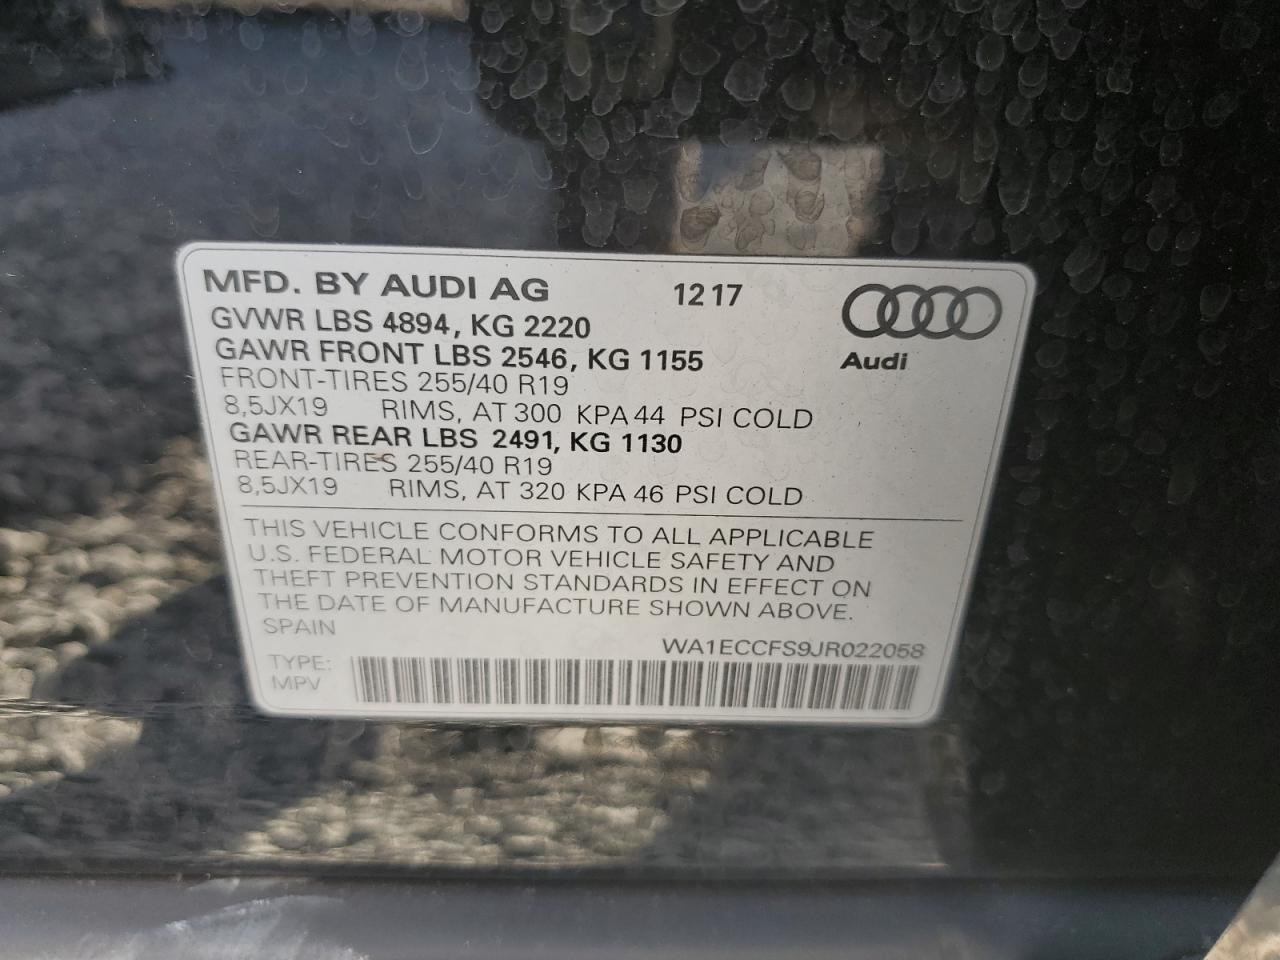 MFD. BY AUDI AG 12 17
GVWR LBS 4894, KG 2220
GAWR FRONT LBS 2546, KG 1155
FRONT-TIRES 255/40 R19
8,5JX19 RIMS, AT 300 KPA 44 PSI COLD
GAWR REAR LBS 2491, KG 1130
REAR-TIRES 255/40 R19
8,5JX19 RIMS, AT 320 KPA 46 PSI COLD
Audi
THIS VEHICLE CONFORMS TO ALL APPLICABLE
U.S. FEDERAL MOTOR VEHICLE SAFETY AND
THEFT PREVENTION STANDARDS IN EFFECT ON
THE DATE OF MANUFACTURE SHOWN ABOVE.
SPAIN
WA1ECCFS9JR022058
TYPE:
MPV